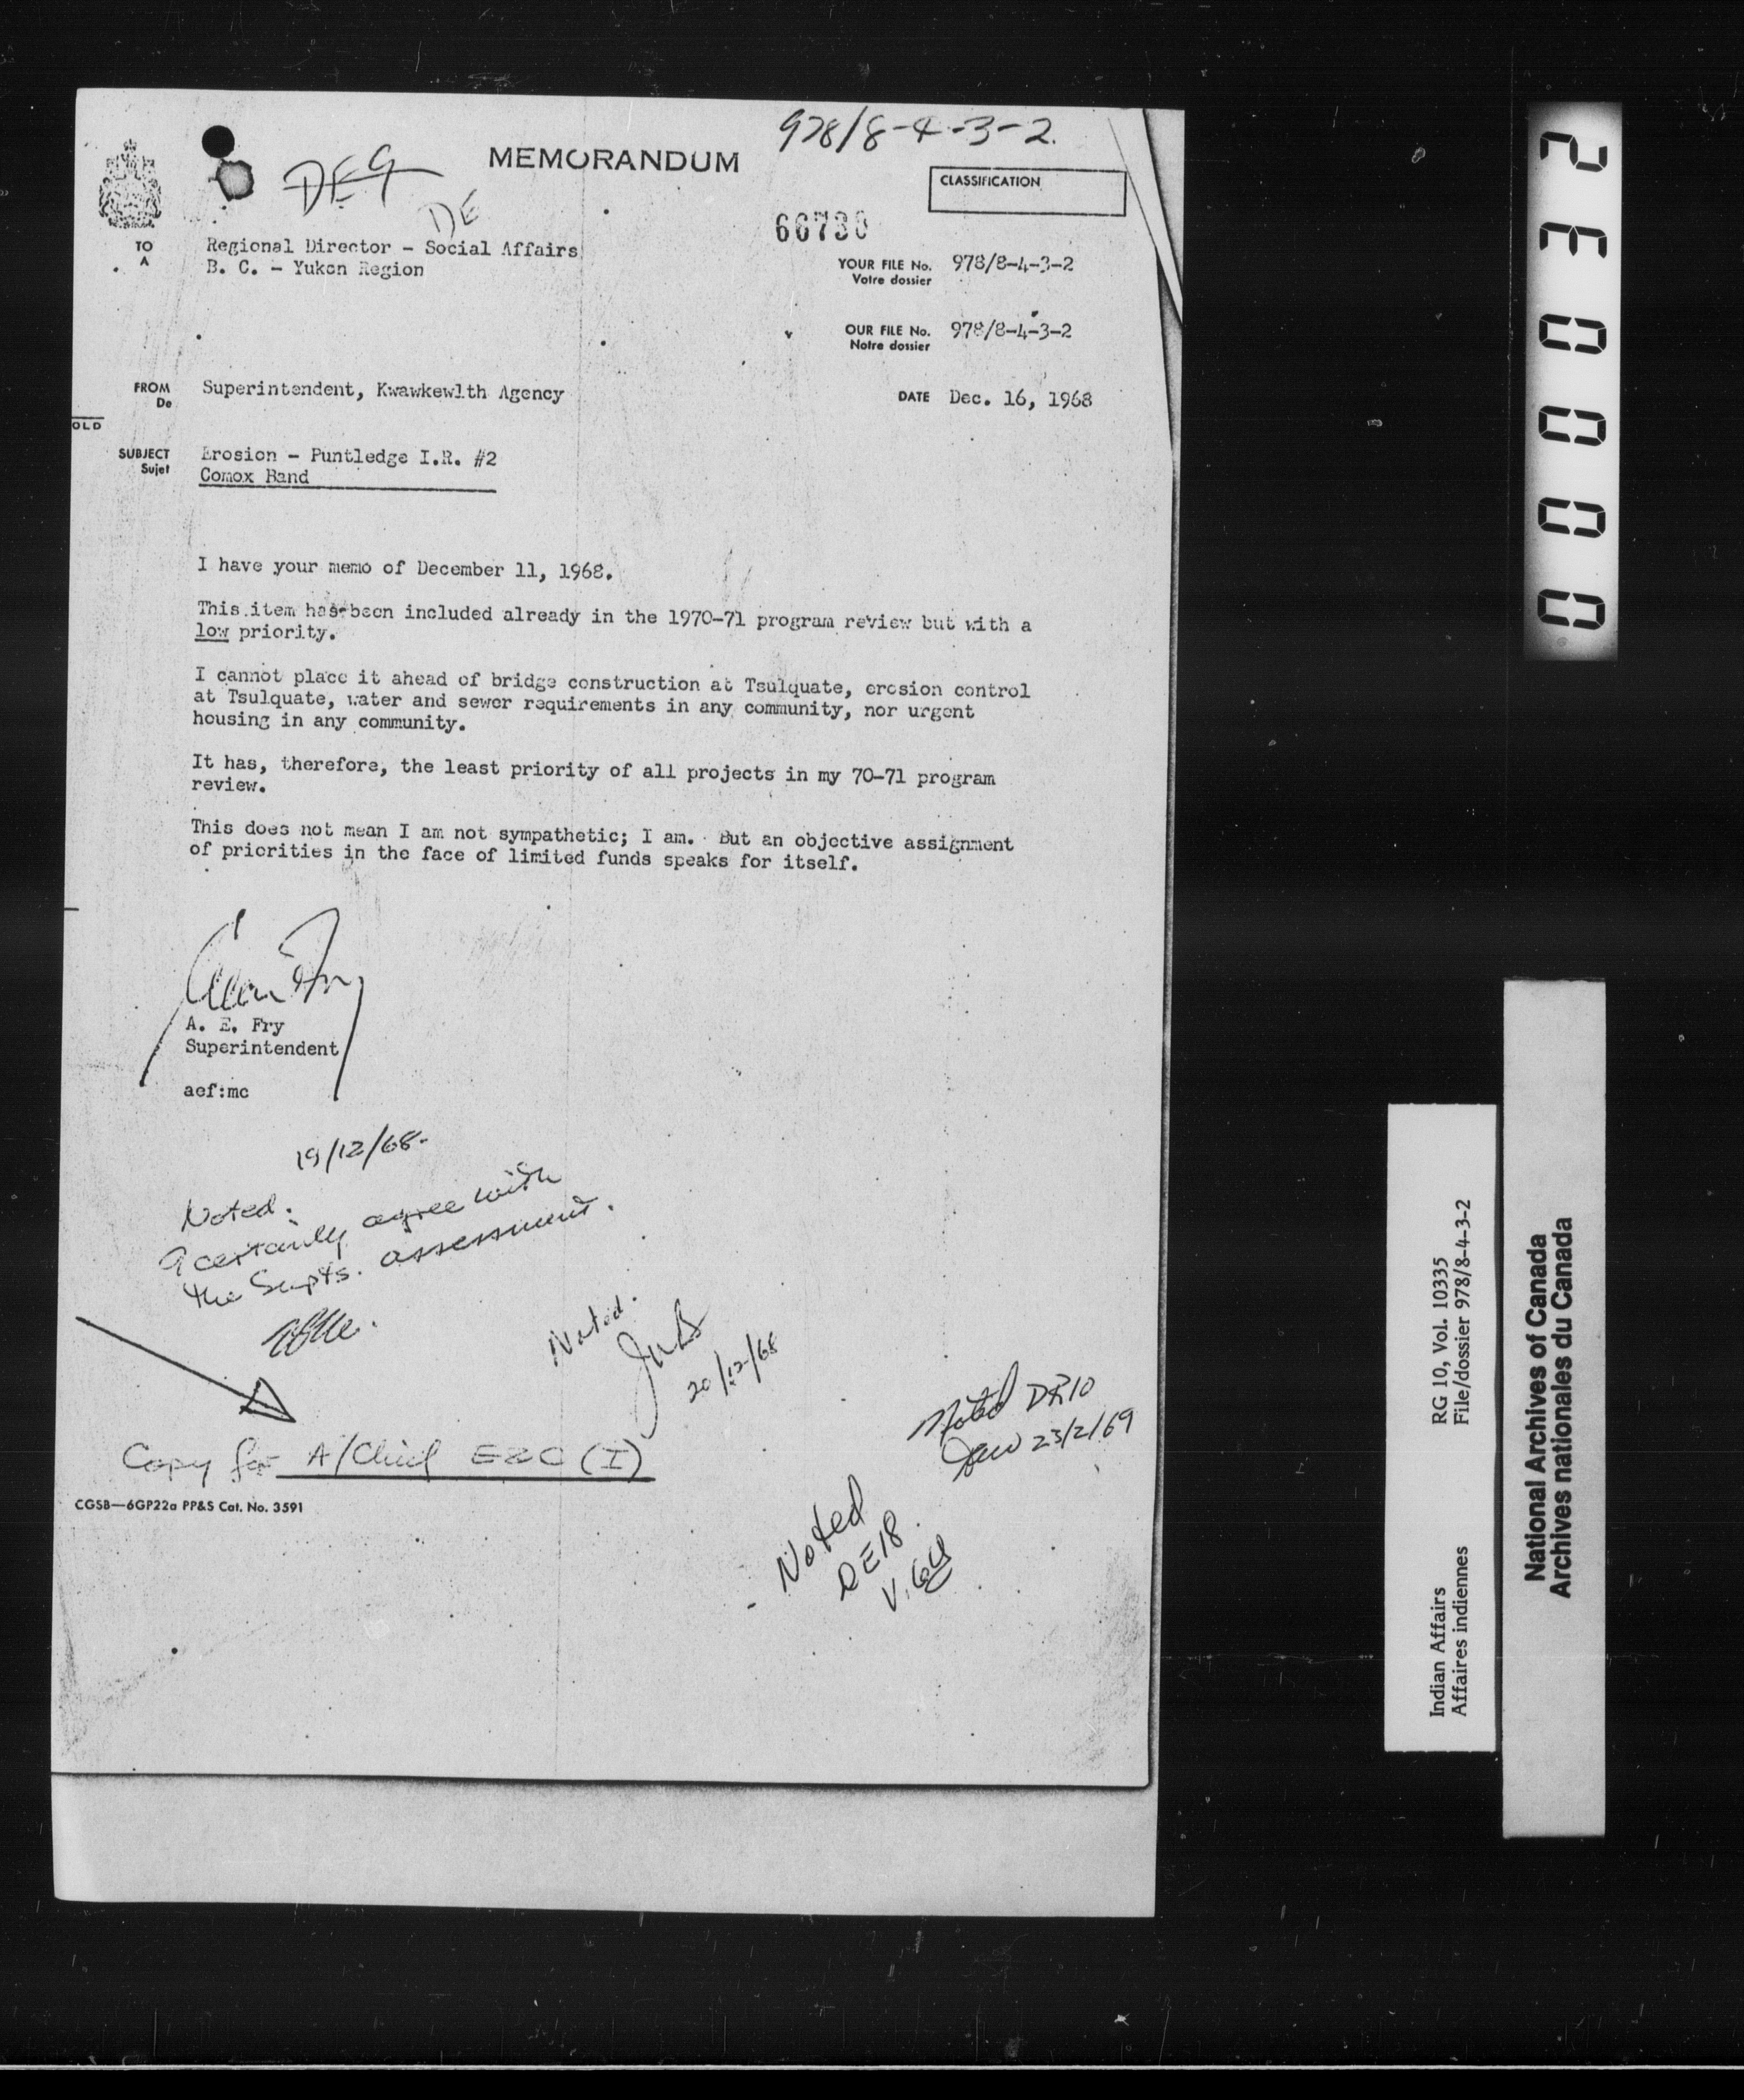 978/8-4-3-2.
MEMORANDUM
DE9
DE
CLASSIFICATION
TO
A
Regional Director - Social Affairs
B. C. - Yukon Region
YOUR FILE No. 978/8-4-3-2
Votre dossier
OUR FILE No. 978/8-4-3-2
Notre dossier
FROM
De
Superintendent, Kwawkewlth Agency
DATE Dec. 16, 1968
OLD
SUBJECT
Sujet
Erosion - Puntledge I.R. #2
Comox Band
I have your memo of December 11, 1968.
This item has been included already in the 1970-71 program review but with a
low priority.
I cannot place it ahead of bridge construction at Tsulquate, erosion control
at Tsulquate, water and sewer requirements in any community, nor urgent
housing in any community.
It has, therefore, the least priority of all projects in my 70-71 program
review.
This does not mean I am not sympathetic; I am. But an objective assignment
of priorities in the face of limited funds speaks for itself.
Alan Fry
A. E. Fry
Superintendent
aef:mc
19/12/68.
Noted.
I certainly agree with
the Supts. assessment.
Noted.
20/12/68
Noted DR10
23/2/69
Copy for A/Chief E&C (I)
CGSB-6GP22a PP&S Cat. No. 3591
Noted
DE18
00032
Indian Affairs RG 10, Vol. 10335
Affaires indiennes File/dossier 978/8-4-3-2
National Archives of Canada
Archives nationales du Canada